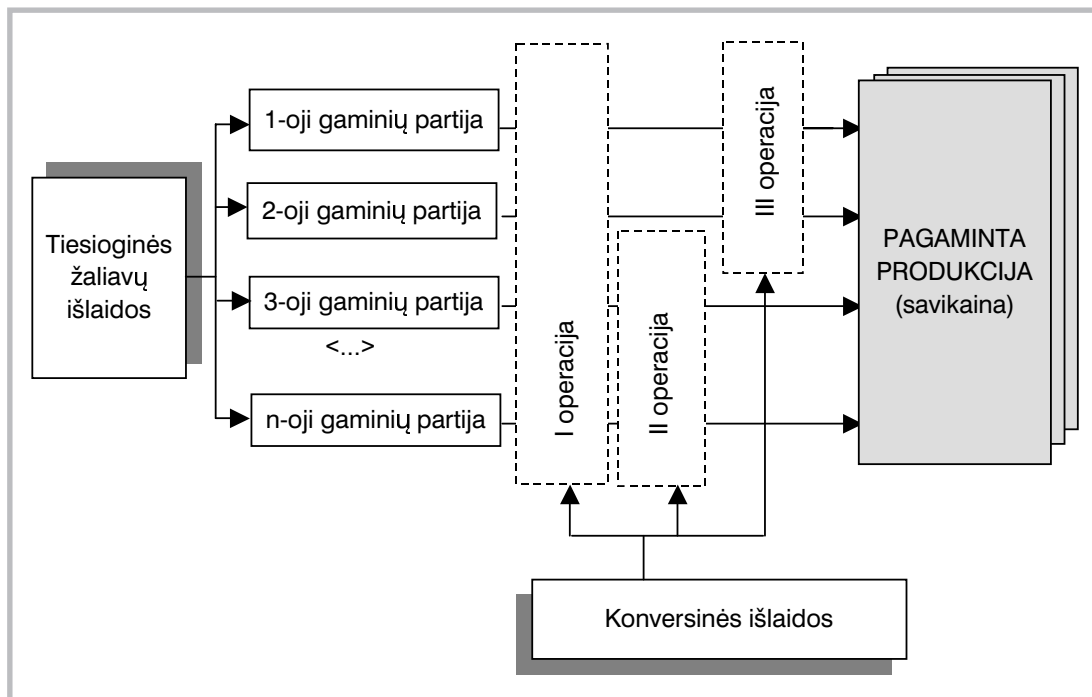 Tiesioginės
žaliavų
išlaidos
1-oji gaminių partija
2-oji gaminių partija
3-oji gaminių partija
<...>
n-oji gaminių partija
I operacija
II operacija
III operacija
PAGAMINTA
PRODUKCIJA
(savikaina)
Konversinės išlaidos